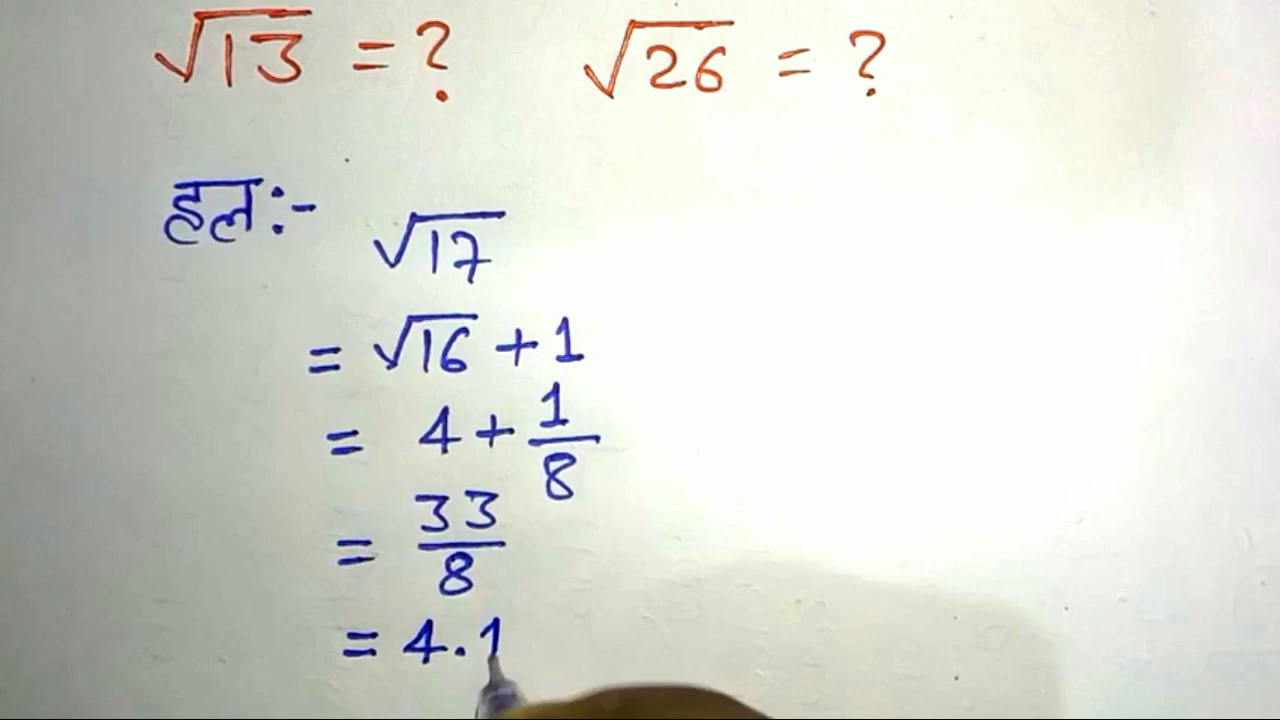 √13 = ? √26 = ?
हल:-
√17
= √16 + 1
= 4 + 1/8
= 33/8
= 4.1